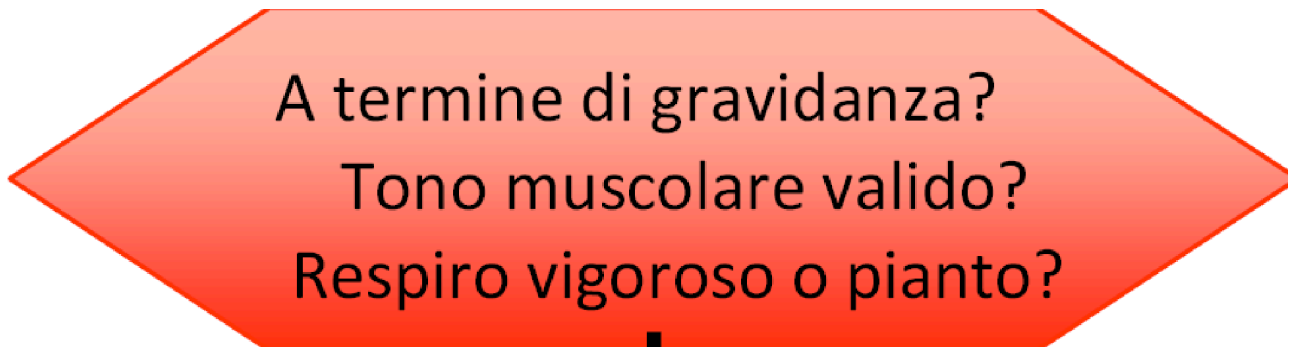 A termine di gravidanza?
Tono muscolare valido?
Respiro vigoroso o pianto?